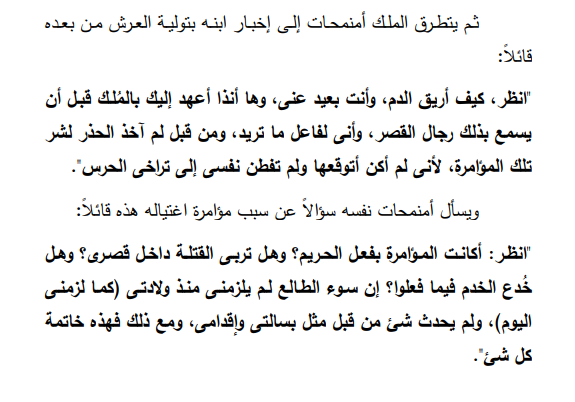 ثم يتطرق الملك أمنمحات إلى إخبار ابنه بتولية العرش من بعده
قائلاً:
"انظر، كيف أريق الدم، وأنت بعيد عنى، وها أنذا أعهد إليك بالمُلك قبل أن
يسمع بذلك رجال القصر، وأنى لفاعل ما تريد، ومن قبل لم آخذ الحذر لشر
تلك المؤامرة، لأنى لم أكن أتوقعها ولم تفطن نفسى إلى تراخى الحرس".
ويسأل أمنمحات نفسه سؤالاً عن سبب مؤامرة اغتياله هذه قائلاً:
"انظر: أكانت المؤامرة بفعل الحريم؟ وهل تربى القتلة داخل قصرى؟ وهل
خُدع الخدم فيما فعلوا؟ إن سوء الطالع لم يلزمنى منذ ولادتى (كما لزمنى
اليوم)، ولم يحدث شئ من قبل مثل بسالتى وإقدامى، ومع ذلك فهذه خاتمة
كل شئ".